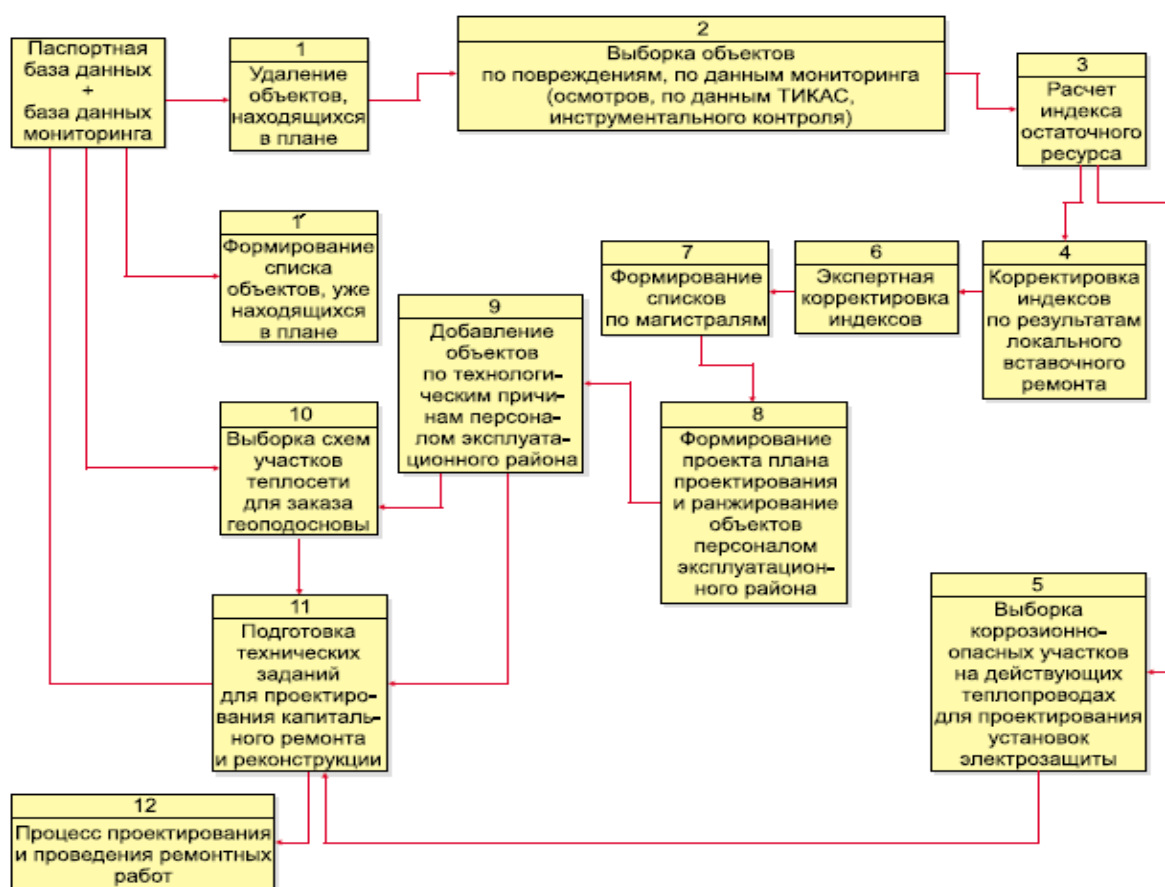 Паспортная
база данных
+
база данных
мониторинга
1
Удаление
объектов,
находящихся
в плане
2
Выборка объектов
по повреждениям, по данным мониторинга
(осмотров, по данным ТИКАС,
инструментального контроля)
3
Расчет
индекса
остаточного
ресурса
1'
Формирование
списка
объектов, уже
находящихся
в плане
4
Корректировка
индексов
по результатам
локального
вставочного
ремонта
6
Экспертная
корректировка
индексов
7
Формирование
списков
по магистралям
9
Добавление
объектов
по технологи-
ческим причи-
нам персона-
лом эксплуата-
ционного района
8
Формирование
проекта плана
проектирования
и ранжирование
объектов
персоналом
эксплуатацион-
ного района
10
Выборка схем
участков
теплосети
для заказа
геоподосновы
5
Выборка
коррозионно-
опасных участков
на действующих
теплопроводах
для проектирования
установок
электрозащиты
11
Подготовка
технических
заданий
для проектиро-
вания капиталь-
ного ремонта
и реконструкции
12
Процесс проектирования
и проведения ремонтных
работ